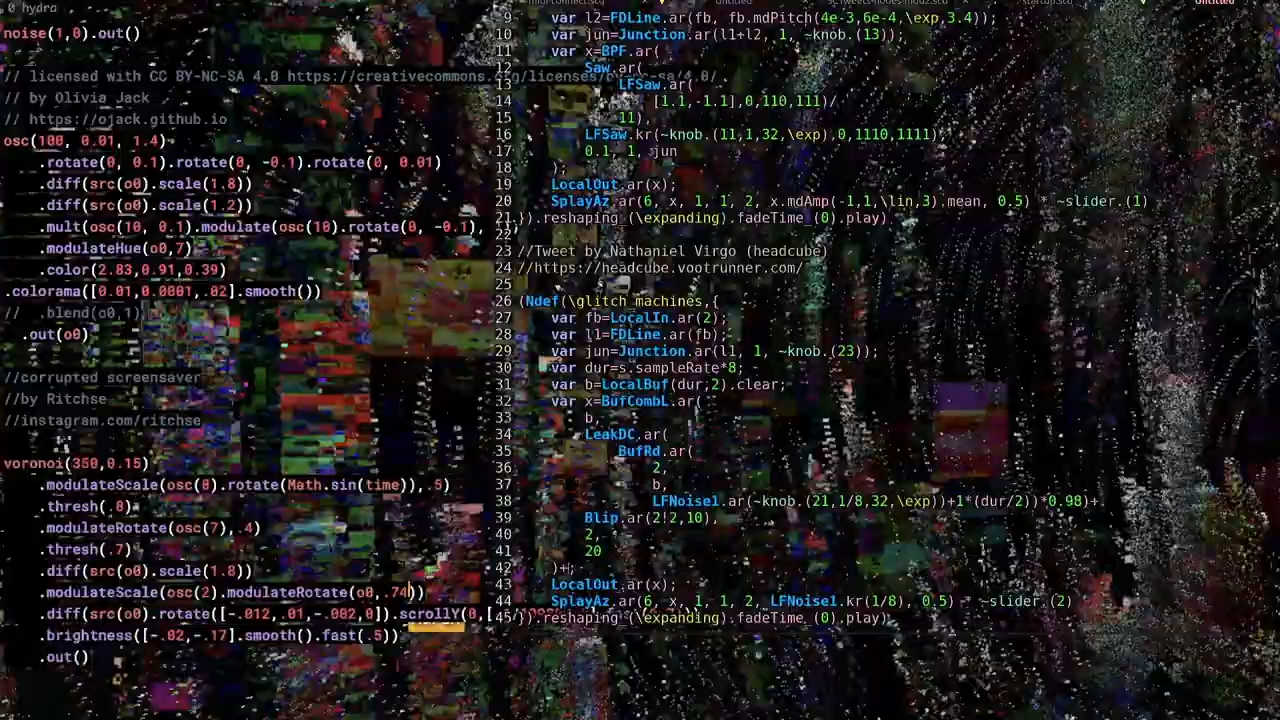 0 hydra
noise(1,0).out()
// licensed with CC BY-NC-SA 4.0 https://creativecommons.org/licenses/by-nc-sa/4.0/
// by Olivia Jack
// https://ojack.github.io
osc(100, 0.01, 1.4)
.rotate(0, 0.1).rotate(0, -0.1).rotate(0, 0.01)
.diff(src(o0).scale(1.8))
.diff(src(o0).scale(1.2))
.mult(osc(10, 0.1).modulate(osc(10).rotate(0, -0.1), 1))
.modulateHue(o0,7)
.color(2.83,0.91,0.39)
.colorama([0.01,0.0001,.02].smooth())
// .blend(o0,1)
.out(o0)
//corrupted screensaver
//by Ritchse
//instagram.com/ritchse
voronoi(350,0.15)
.modulateScale(osc(8).rotate(Math.sin(time)),.5)
.thresh(.8)
.modulateRotate(osc(7),.4)
.thresh(.7)
.diff(src(o0).scale(1.8))
.modulateScale(osc(2).modulateRotate(o0,.74))
.diff(src(o0).rotate([-.012,.01,-.002,0]).scrollY(0,[
.brightness([-.02,-.17].smooth().fast(.5))
.out()
Untitled
9 var l2=FDLine.ar(fb, fb.mdPitch(4e-3,6e-4,\exp,3.4));
10 var jun=Junction.ar(l1+l2, 1, ~knob.(13));
11 var x=BPF.ar(
12 Saw.ar(
13 LFSaw.ar(
14 [1.1,-1.1],0,110,111)/
15 11),
16 LFSaw.kr(~knob.(11,1,32,\exp),0,1110,1111),
17 0.1, 1, jun
18 );
19 LocalOut.ar(x);
20 SplayAz.ar(6, x, 1, 1, 2, x.mdAmp(-1,1,\lin,3).mean, 0.5) * ~slider.(1)
21 }).reshaping_(\expanding).fadeTime_(0).play)
22
23 //Tweet by Nathaniel Virgo (headcube)
24 //https://headcube.vootrunner.com/
25
26 (Ndef(\glitch_machines,{
27 var fb=LocalIn.ar(2);
28 var l1=FDLine.ar(fb);
29 var jun=Junction.ar(l1, 1, ~knob.(23));
30 var dur=s.sampleRate*8;
31 var b=LocalBuf(dur,2).clear;
32 var x=BufCombL.ar(
33 b,
34 LeakDC.ar(
35 BufRd.ar(
36 2,
37 b,
38 LFNoise1.ar(~knob.(21,1/8,32,\exp))+1*(dur/2))*0.98)+
39 Blip.ar(2!2,10),
40 2,
41 20
42 )+;
43 LocalOut.ar(x);
44 SplayAz.ar(6, x, 1, 1, 2, LFNoise1.kr(1/8), 0.5) * ~slider.(2)
45 }).reshaping_(\expanding).fadeTime_(0).play)